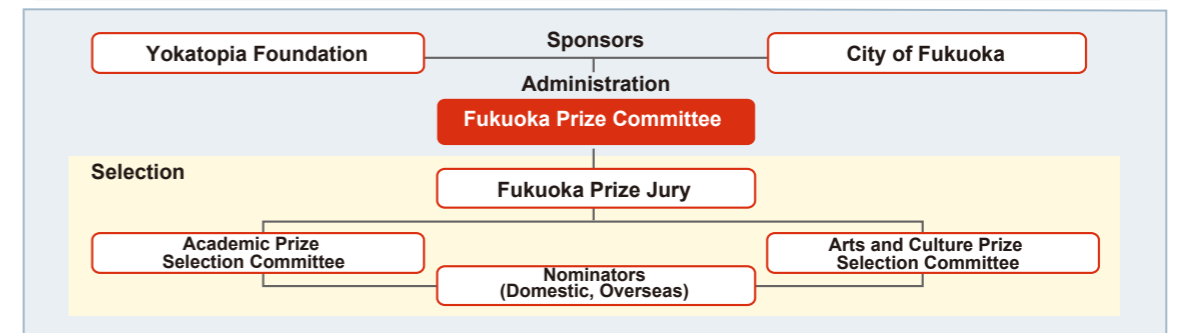 Sponsors
Yokatopia Foundation
City of Fukuoka
Administration
Fukuoka Prize Committee
Selection
Fukuoka Prize Jury
Academic Prize
Selection Committee
Arts and Culture Prize
Selection Committee
Nominators
(Domestic, Overseas)